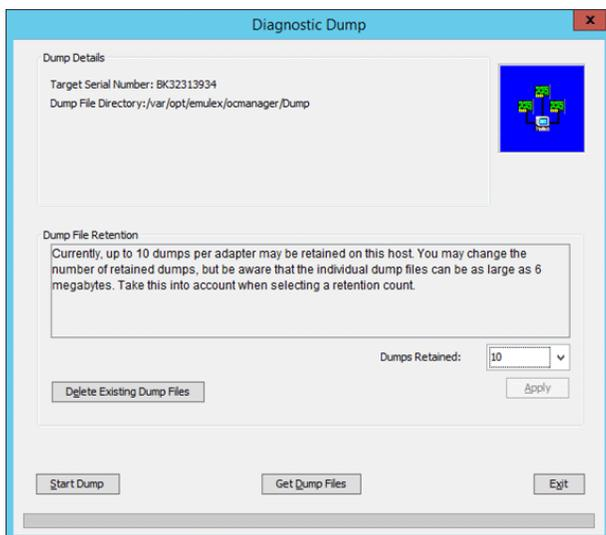 Diagnostic Dump
x
Dump Details
Target Serial Number: BK32313934
Dump File Directory:/var/opt/emulex/ocmanager/Dump
Dump File Retention
Currently, up to 10 dumps per adapter may be retained on this host. You may change the
number of retained dumps, but be aware that the individual dump files can be as large as 6
megabytes. Take this into account when selecting a retention count.
Dumps Retained:
10
Delete Existing Dump Files
Apply
Start Dump
Get Dump Files
Exit